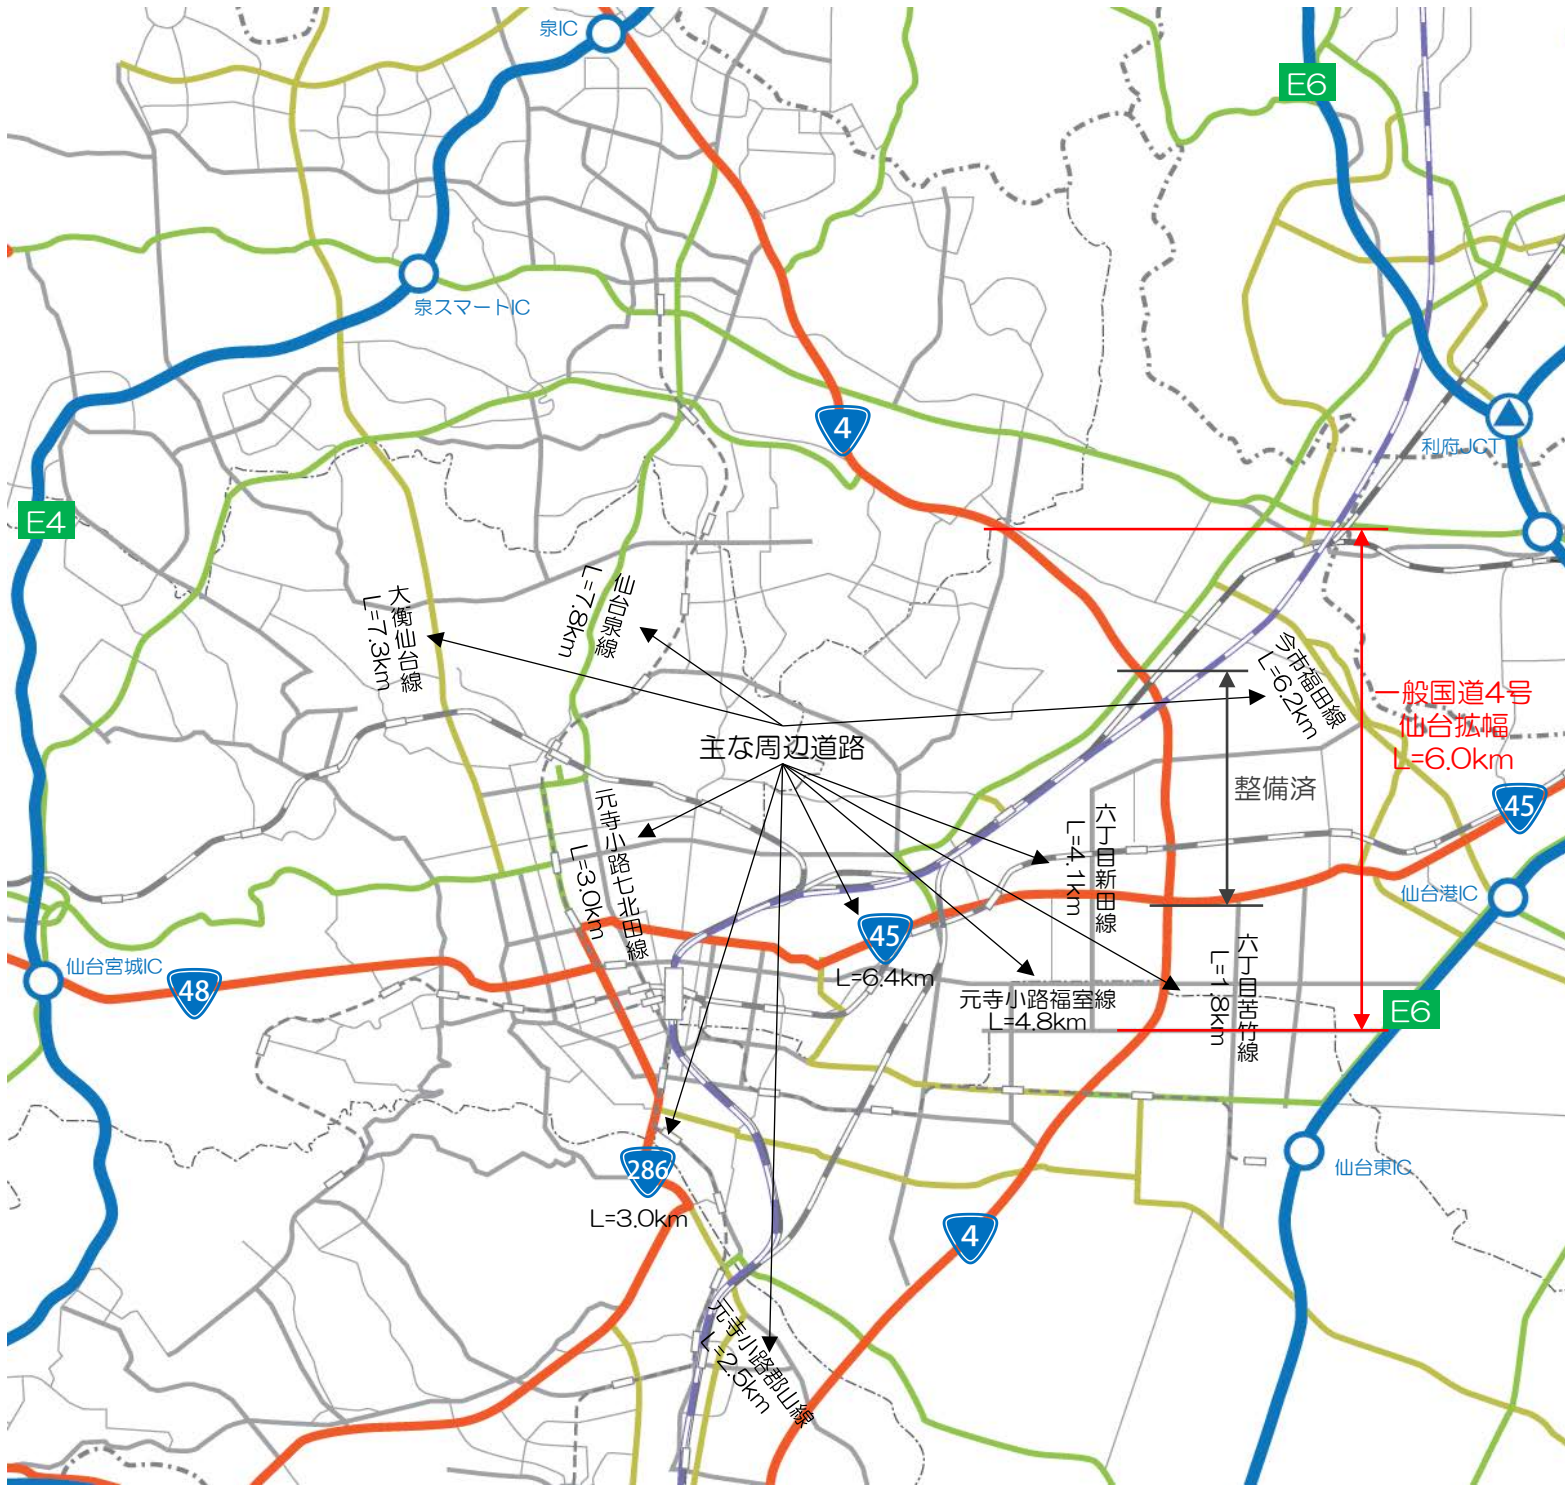 泉IC
E6
泉スマートIC
4
利府JCT
E4
大衡仙台線
L=7.3km
仙台泉線
L=7.8km
今市福田線
L=6.2km
一般国道4号
仙台拡幅
L=6.0km
主な周辺道路
整備済
45
元寺小路七北田線
L=3.0km
六丁目新田線
L=4.1km
仙台港IC
45
L=6.4km
六丁目苦竹線
L=1.8km
仙台宮城IC
48
元寺小路福室線
L=4.8km
E6
286
L=3.0km
仙台東IC
4
元寺小路郡山線
L=2.5km